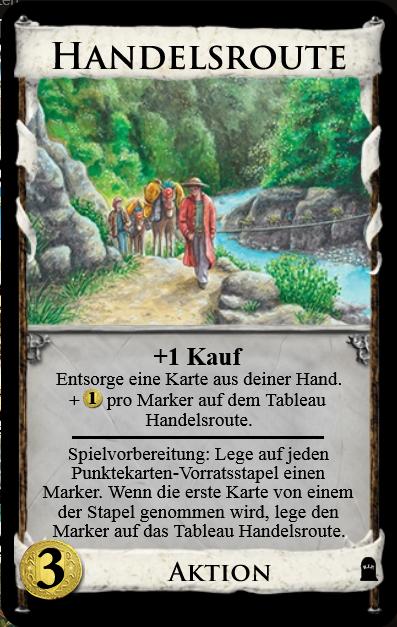 HANDELSROUTE
+1 Kauf
Entsorge eine Karte aus deiner Hand.
+ 1 pro Marker auf dem Tableau
Handelsroute.
Spielvorbereitung: Lege auf jeden
Punktekarten-Vorratsstapel einen
Marker. Wenn die erste Karte von einem
der Stapel genommen wird, lege den
Marker auf das Tableau Handelsroute.
3 AKTION R.I.P.